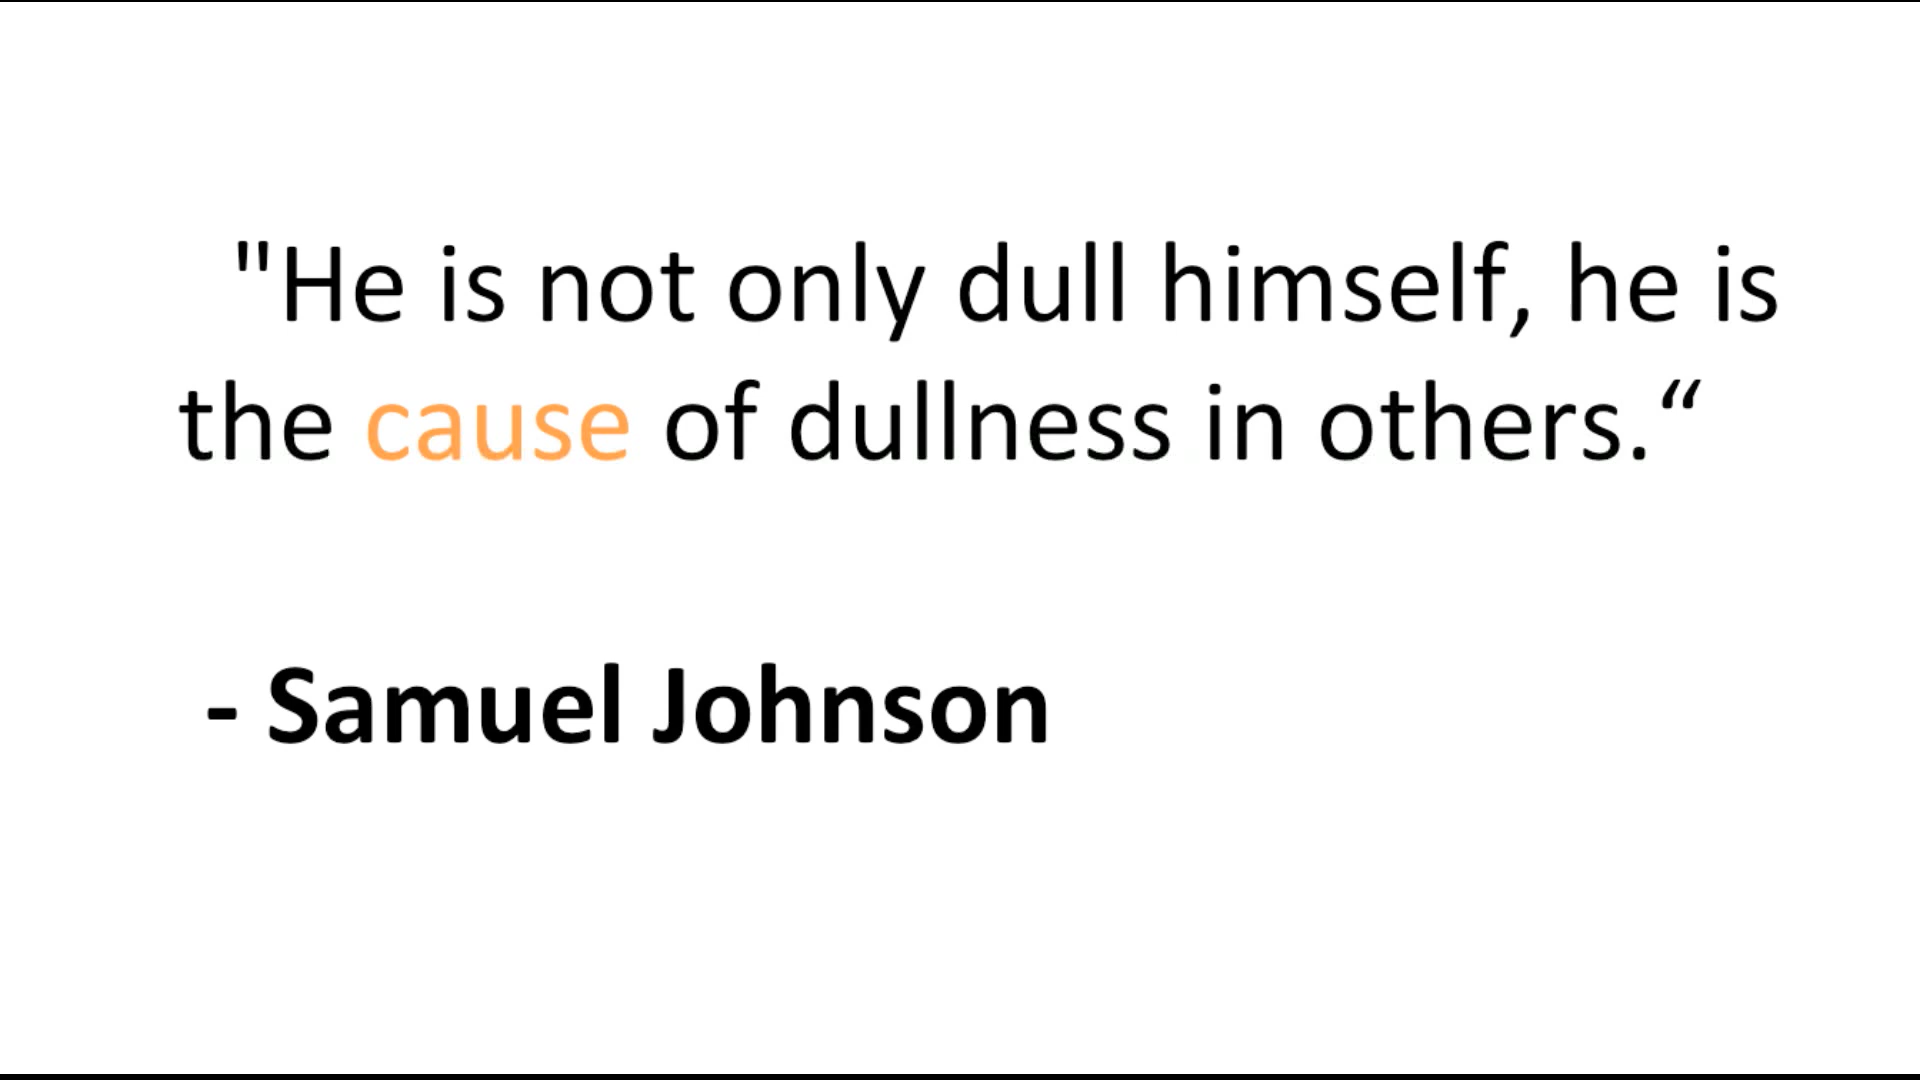 "He is not only dull himself, he is
the cause of dullness in others.“
- Samuel Johnson